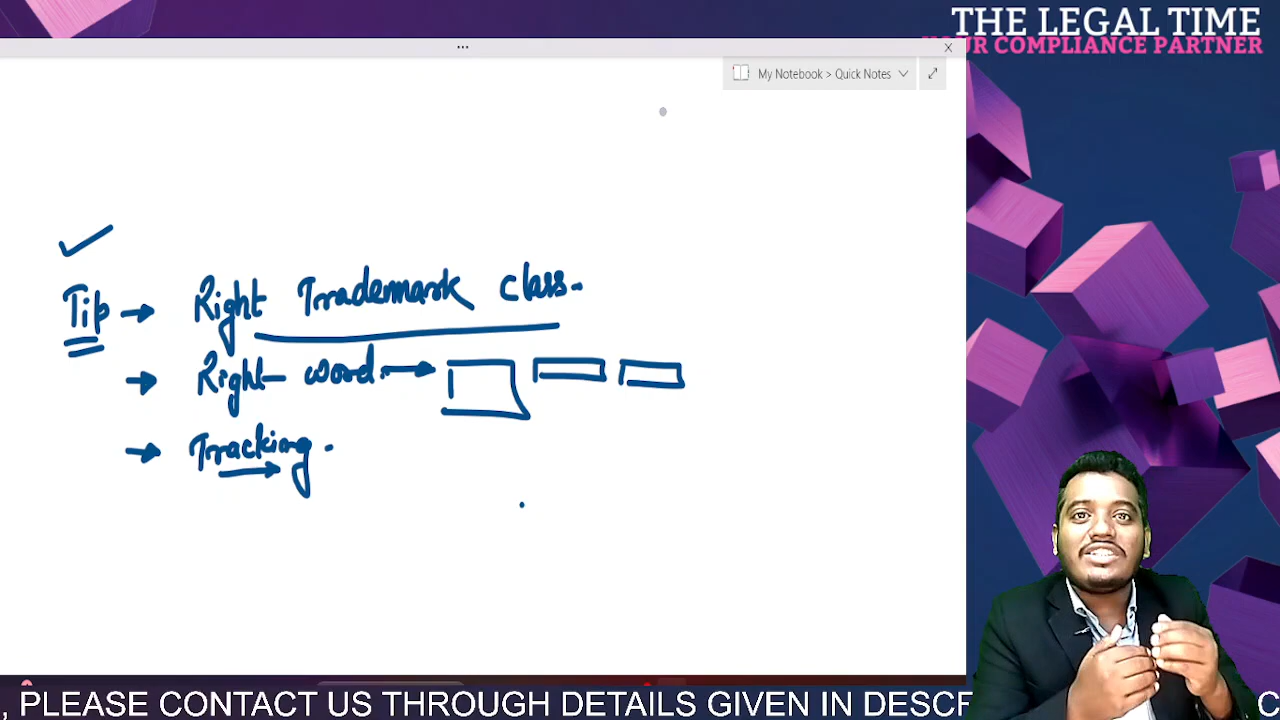 THE LEGAL TIME
YOUR COMPLIANCE PARTNER
My Notebook > Quick Notes
Tip → Right Trademark class.
→ Right word. →
→ Tracking.
, PLEASE CONTACT US THROUGH DETAILS GIVEN IN DESCR